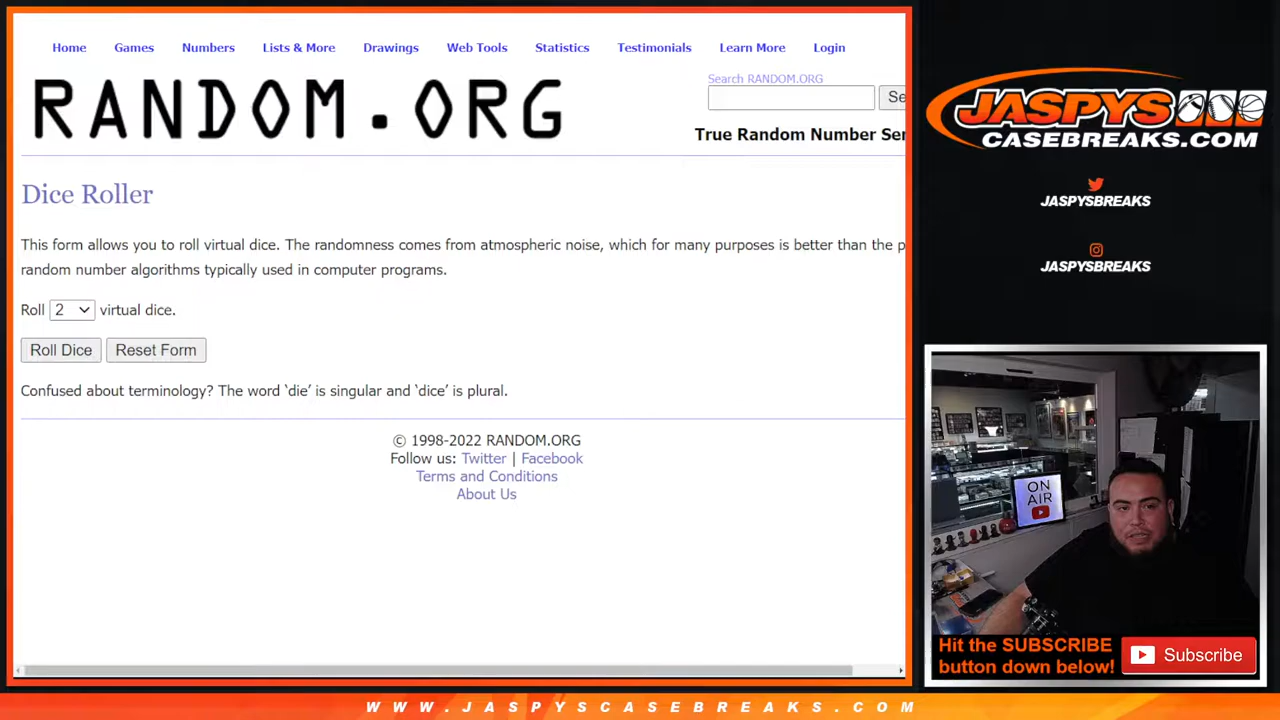 Home Games Numbers Lists & More Drawings Web Tools Statistics Testimonials Learn More Login
RANDOM.ORG
Search RANDOM.ORG
Se
True Random Number Ser
Dice Roller
This form allows you to roll virtual dice. The randomness comes from atmospheric noise, which for many purposes is better than the p
random number algorithms typically used in computer programs.
Roll 2 virtual dice.
Roll Dice Reset Form
Confused about terminology? The word ‘die’ is singular and ‘dice’ is plural.
© 1998-2022 RANDOM.ORG
Follow us: Twitter | Facebook
Terms and Conditions
About Us
JASPYS
CASEBREAKS.COM
JASPYSBREAKS
JASPYSBREAKS
ON
AIR
Hit the SUBSCRIBE
button down below!
Subscribe
WWW.JASPYSCASEBREAKS.COM